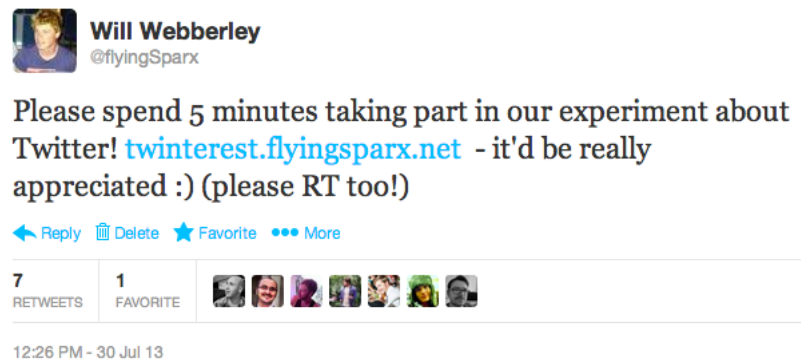 Will Webberley
@flyingSparx
Please spend 5 minutes taking part in our experiment about
Twitter! twinterest.flyingsparx.net - it'd be really
appreciated :) (please RT too!)
Reply Delete Favorite More
7 1
RETWEETS FAVORITE
12:26 PM - 30 Jul 13